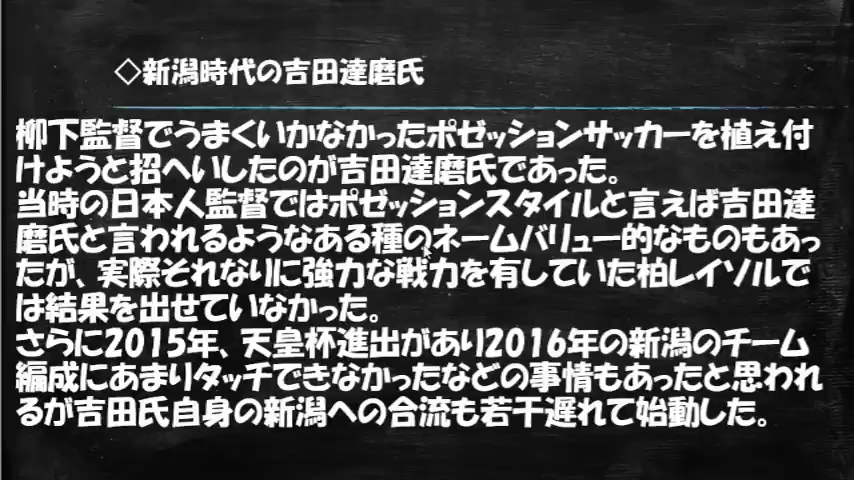 ◇新潟時代の吉田達磨氏
柳下監督でうまくいかなかったポゼッションサッカーを植え付
けようと招へいしたのが吉田達磨氏であった。
当時の日本人監督ではポゼッションスタイルと言えば吉田達
磨氏と言われるようなある種のネームバリュー的なものもあっ
たが、実際それなりに強力な戦力を有していた柏レイソルで
は結果を出せていなかった。
さらに2015年、天皇杯進出があり2016年の新潟のチーム
編成にあまりタッチできなかったなどの事情もあったと思われ
るが吉田氏自身の新潟への合流も若干遅れて始動した。